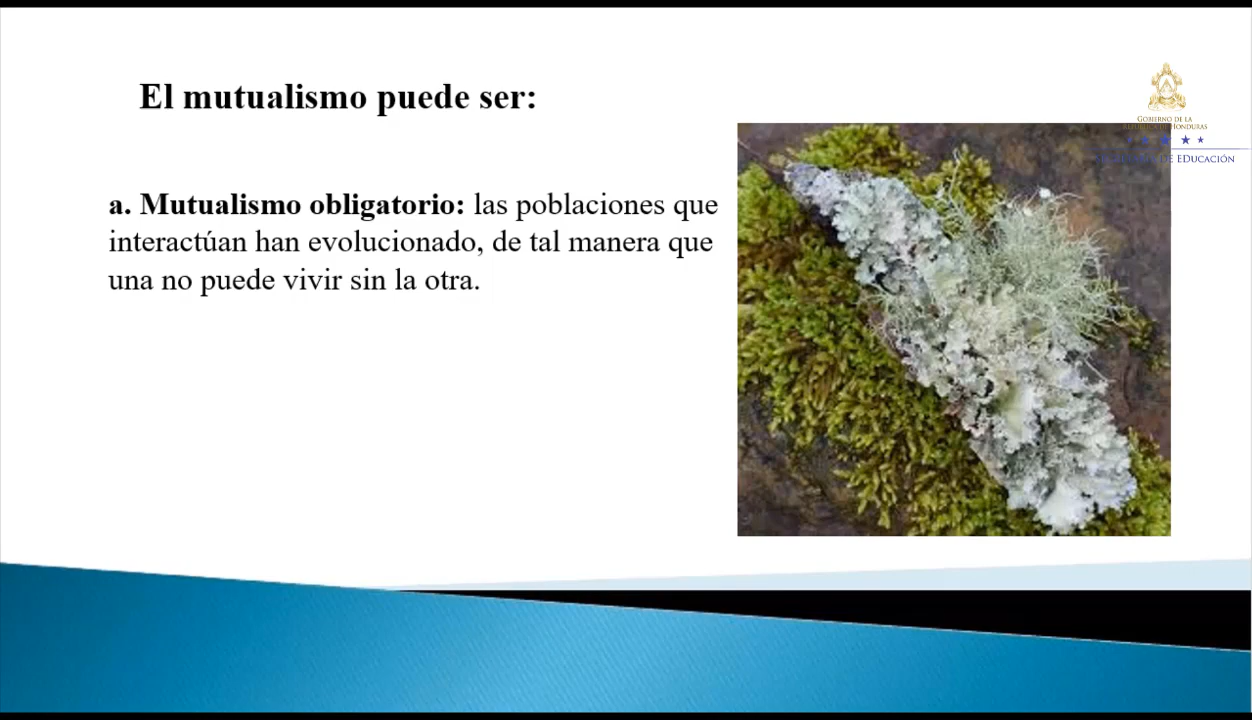 El mutualismo puede ser:
a. Mutualismo obligatorio: las poblaciones que
interactúan han evolucionado, de tal manera que
una no puede vivir sin la otra.
GOBIERNO DE LA
REPÚBLICA DE HONDURAS
DE EDUCACIÓN